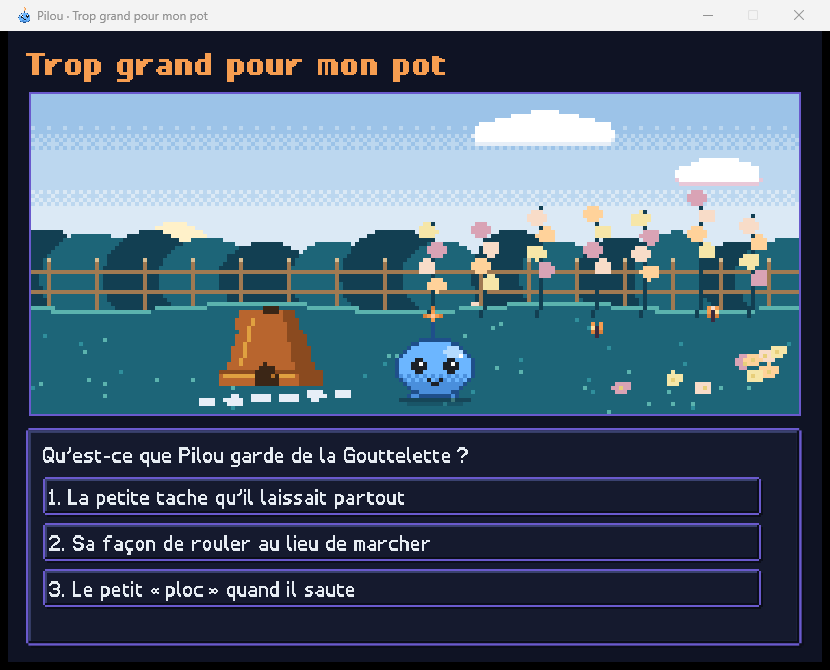 Pilou · Trop grand pour mon pot
Trop grand pour mon pot
Qu'est-ce que Pilou garde de la Gouttelette ?
1. La petite tache qu'il laissait partout
2. Sa façon de rouler au lieu de marcher
3. Le petit « ploc » quand il saute